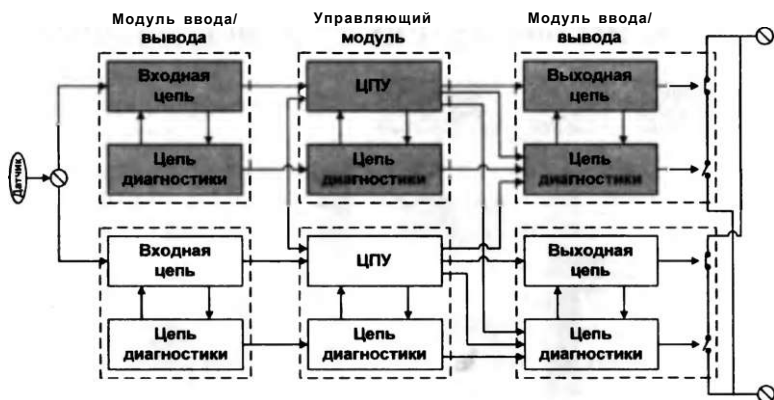 Модуль ввода/
вывода
Управляющий
модуль
Модуль ввода/
вывода
Входная
цепь
ЦПУ
Выходная
цепь
Цепь
диагностики
Цепь
диагностики
Цепь
диагностики
Датчик
Входная
цепь
ЦПУ
Выходная
цепь
Цепь
диагностики
Цепь
диагностики
Цепь
диагностики